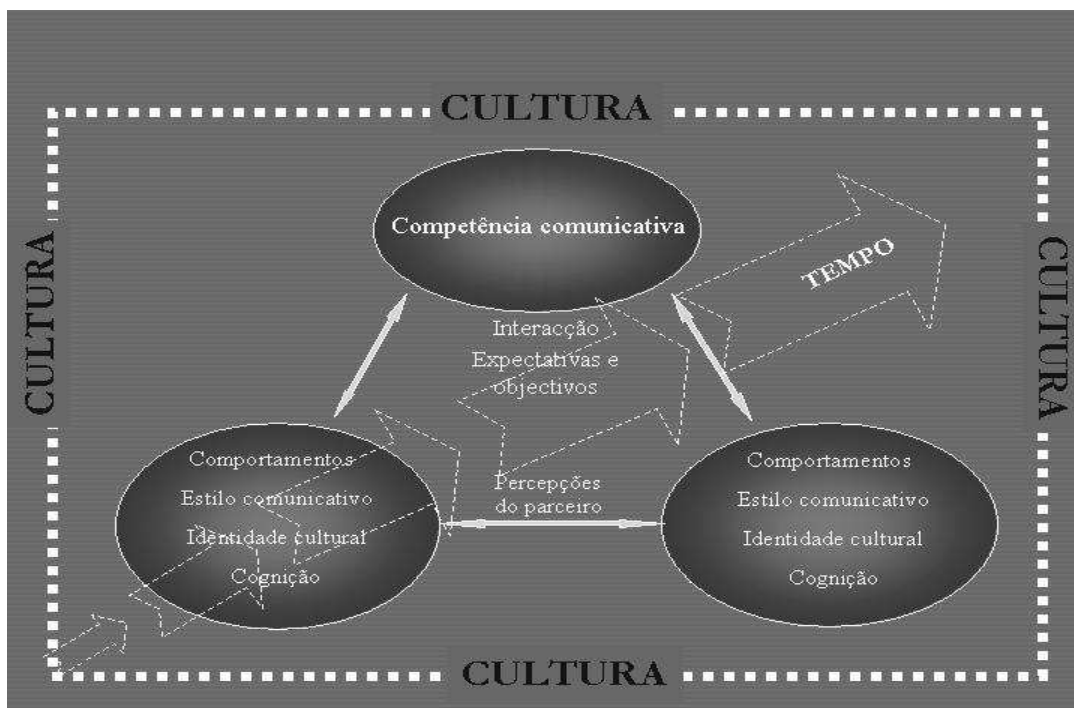 CULTURA
Competência comunicativa
TEMPO
CULTURA
CULTURA
Interacção
Expectativas e
objectivos
Comportamentos
Estilo comunicativo
Identidade cultural
Cognição
Percepções
do parceiro
Comportamentos
Estilo comunicativo
Identidade cultural
Cognição
CULTURA